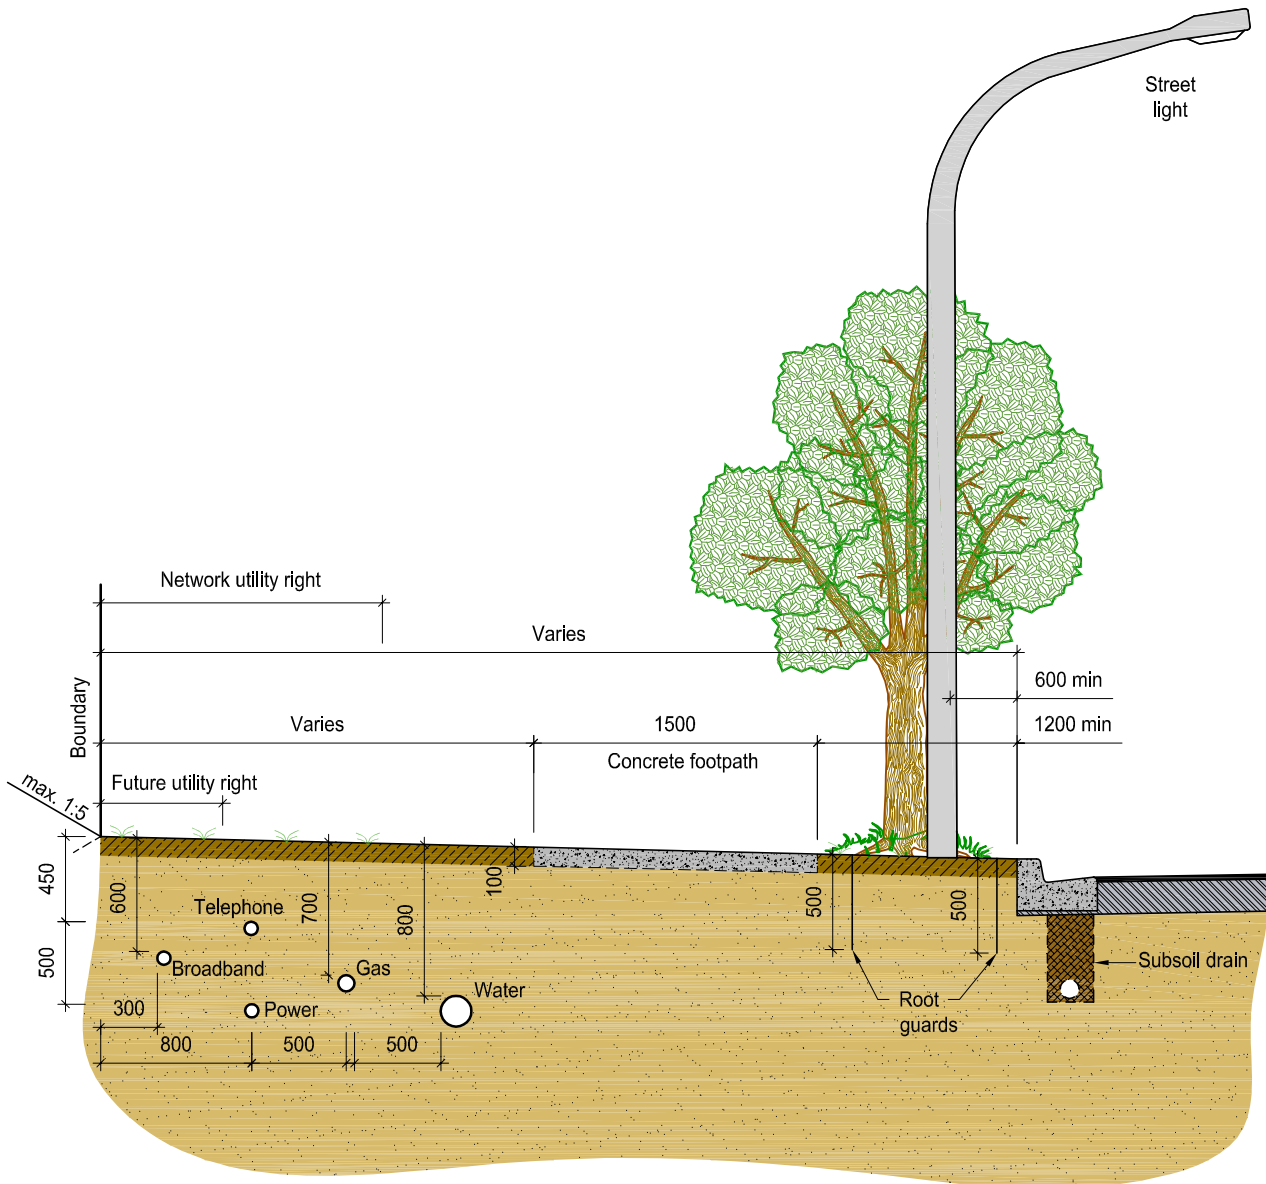 Street
light
Network utility right
Varies
600 min
Boundary
Varies
1500
1200 min
Concrete footpath
max. 1:5
Future utility right
450
600
700
800
100
500
500
Telephone
500
Broadband
Gas
Subsoil drain
Water
300
Power
Root
guards
800
500
500